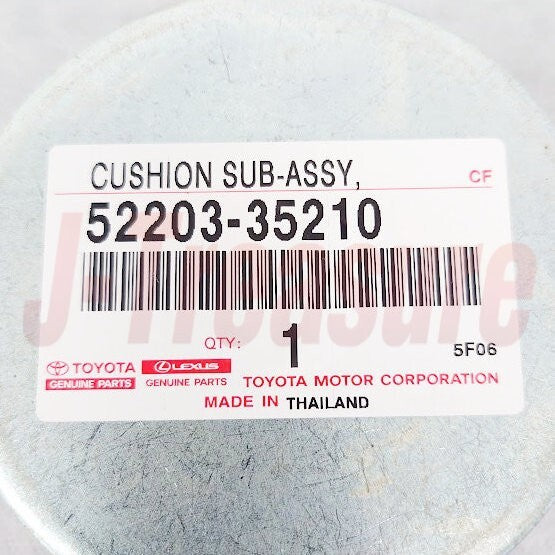 CUSHION SUB-ASSY, CF
52203-35210
J-Treasure
QTY: 1 5F06
TOYOTA LEXUS
GENUINE PARTS GENUINE PARTS TOYOTA MOTOR CORPORATION
MADE IN THAILAND